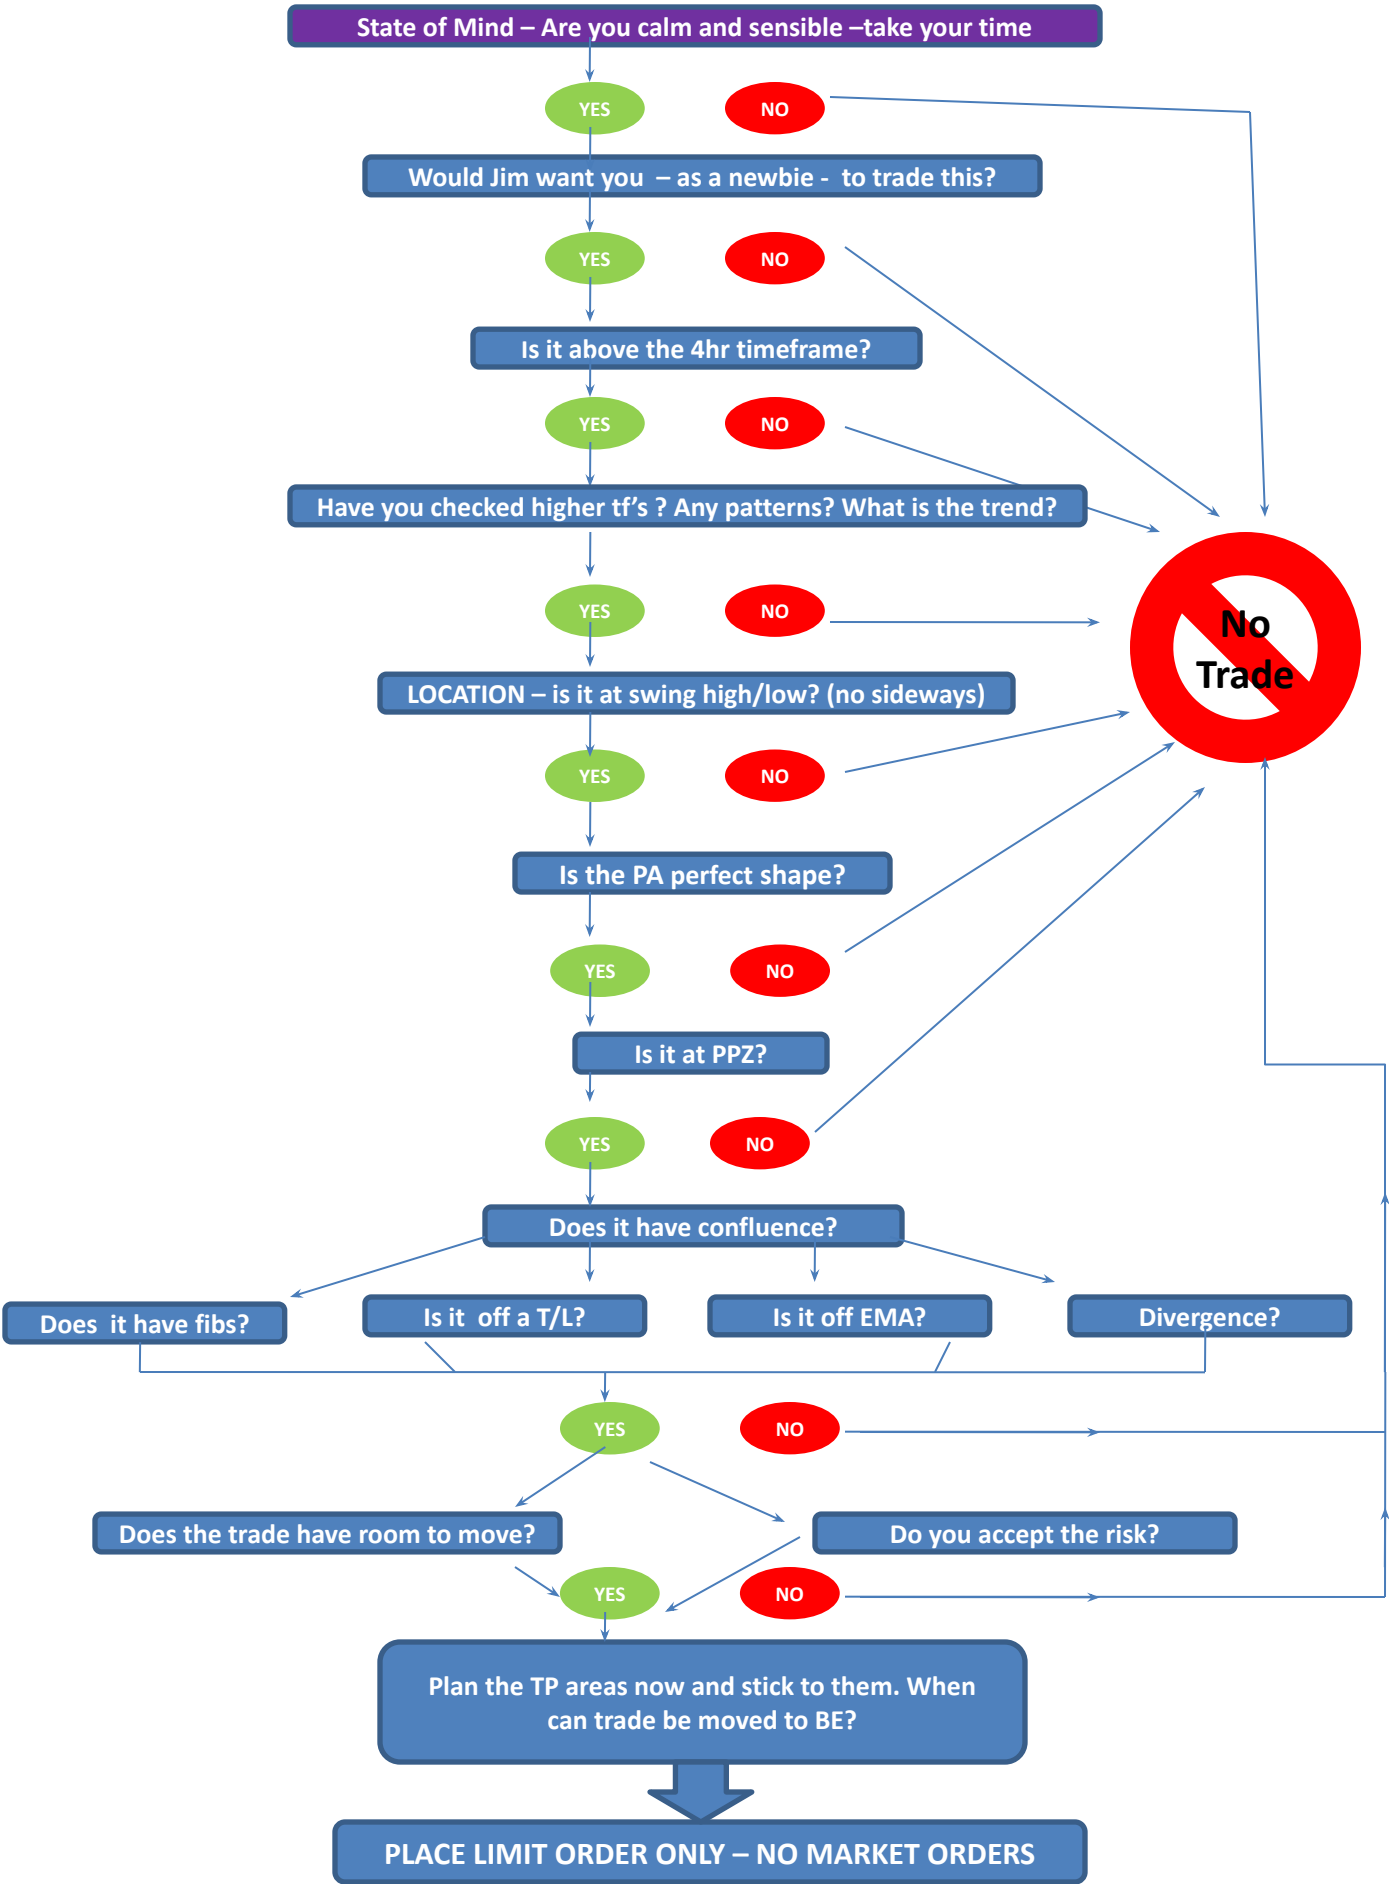 State of Mind – Are you calm and sensible –take your time
YES
NO
Would Jim want you – as a newbie - to trade this?
YES
NO
Is it above the 4hr timeframe?
YES
NO
Have you checked higher tf's ? Any patterns? What is the trend?
YES
NO
No
Trade
LOCATION – is it at swing high/low? (no sideways)
YES
NO
Is the PA perfect shape?
YES
NO
Is it at PPZ?
YES
NO
Does it have confluence?
Does it have fibs?
Is it off a T/L?
Is it off EMA?
Divergence?
YES
NO
Does the trade have room to move?
Do you accept the risk?
YES
NO
Plan the TP areas now and stick to them. When
can trade be moved to BE?
PLACE LIMIT ORDER ONLY – NO MARKET ORDERS